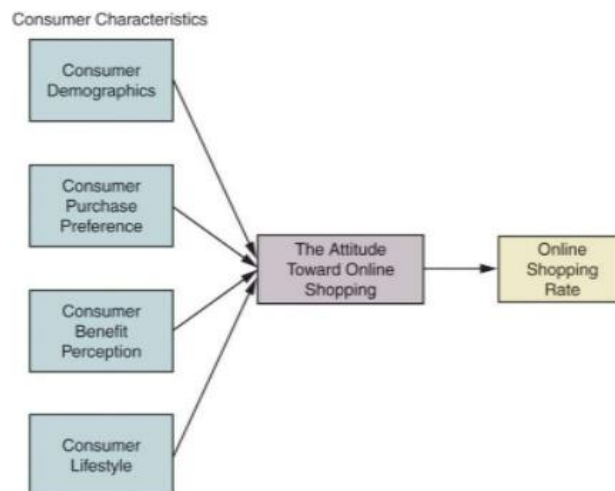 Consumer Characteristics
Consumer
Demographics
Consumer
Purchase
Preference
Consumer
Benefit
Perception
Consumer
Lifestyle
The Attitude
Toward Online
Shopping
Online
Shopping
Rate